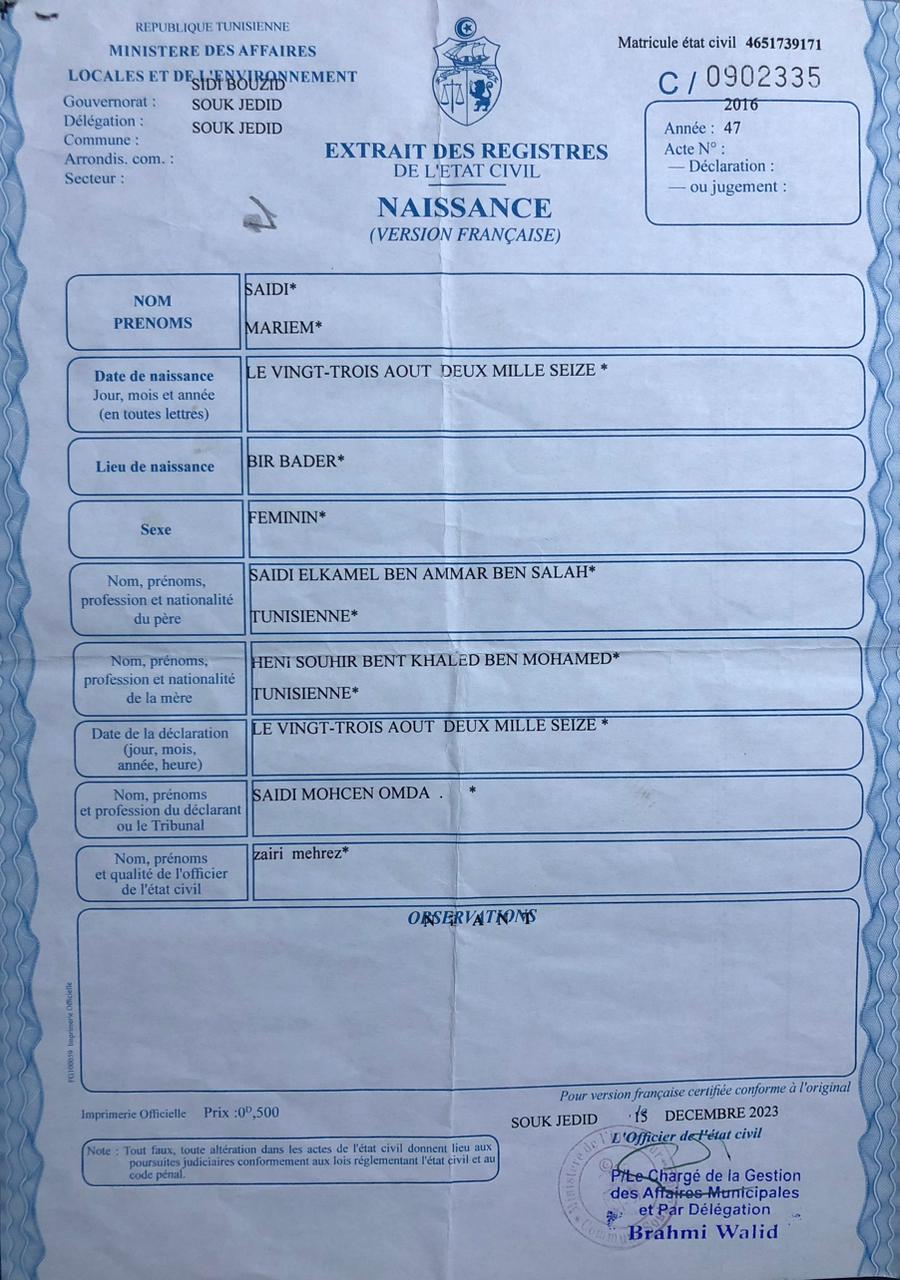 REPUBLIQUE TUNISIENNE
MINISTERE DES AFFAIRES
LOCALES ET DE L'ENVIRONNEMENT
Gouvernorat : SIDI BOUZID
Délégation : SOUK JEDID
Commune : SOUK JEDID
Arrondis. com. :
Secteur :
EXTRAIT DES REGISTRES
DE L'ETAT CIVIL
NAISSANCE
(VERSION FRANÇAISE)
Matricule état civil 4651739171
C / 0902335
2016
Année : 47
Acte N° :
— Déclaration :
— ou jugement :
NOM
PRENOMS
SAIDI*
MARIEM*
Date de naissance
Jour, mois et année
(en toutes lettres)
LE VINGT-TROIS AOUT DEUX MILLE SEIZE *
Lieu de naissance
BIR BADER*
Sexe
FEMININ*
Nom, prénoms,
profession et nationalité
du père
SAIDI ELKAMEL BEN AMMAR BEN SALAH*
TUNISIENNE*
Nom, prénoms,
profession et nationalité
de la mère
HENi SOUHIR BENT KHALED BEN MOHAMED*
TUNISIENNE*
Date de la déclaration
(jour, mois,
année, heure)
LE VINGT-TROIS AOUT DEUX MILLE SEIZE *
Nom, prénoms
et profession du déclarant
ou le Tribunal
SAIDI MOHCEN OMDA . *
Nom, prénoms
et qualité de l'officier
de l'état civil
zairi mehrez*
OBSERVATIONS
Pour version française certifiée conforme à l'original
SOUK JEDID DECEMBRE 2023
L'Officier de l'état civil
P/Le Chargé de la Gestion
des Affaires Municipales
et Par Délégation
Brahmi Walid
Imprimerie Officielle Prix :0ᴰ,500
Note : Tout faux, toute altération dans les actes de l'état civil donnent lieu aux
poursuites judiciaires conformement aux lois réglementant l'état civil et au
code pénal.